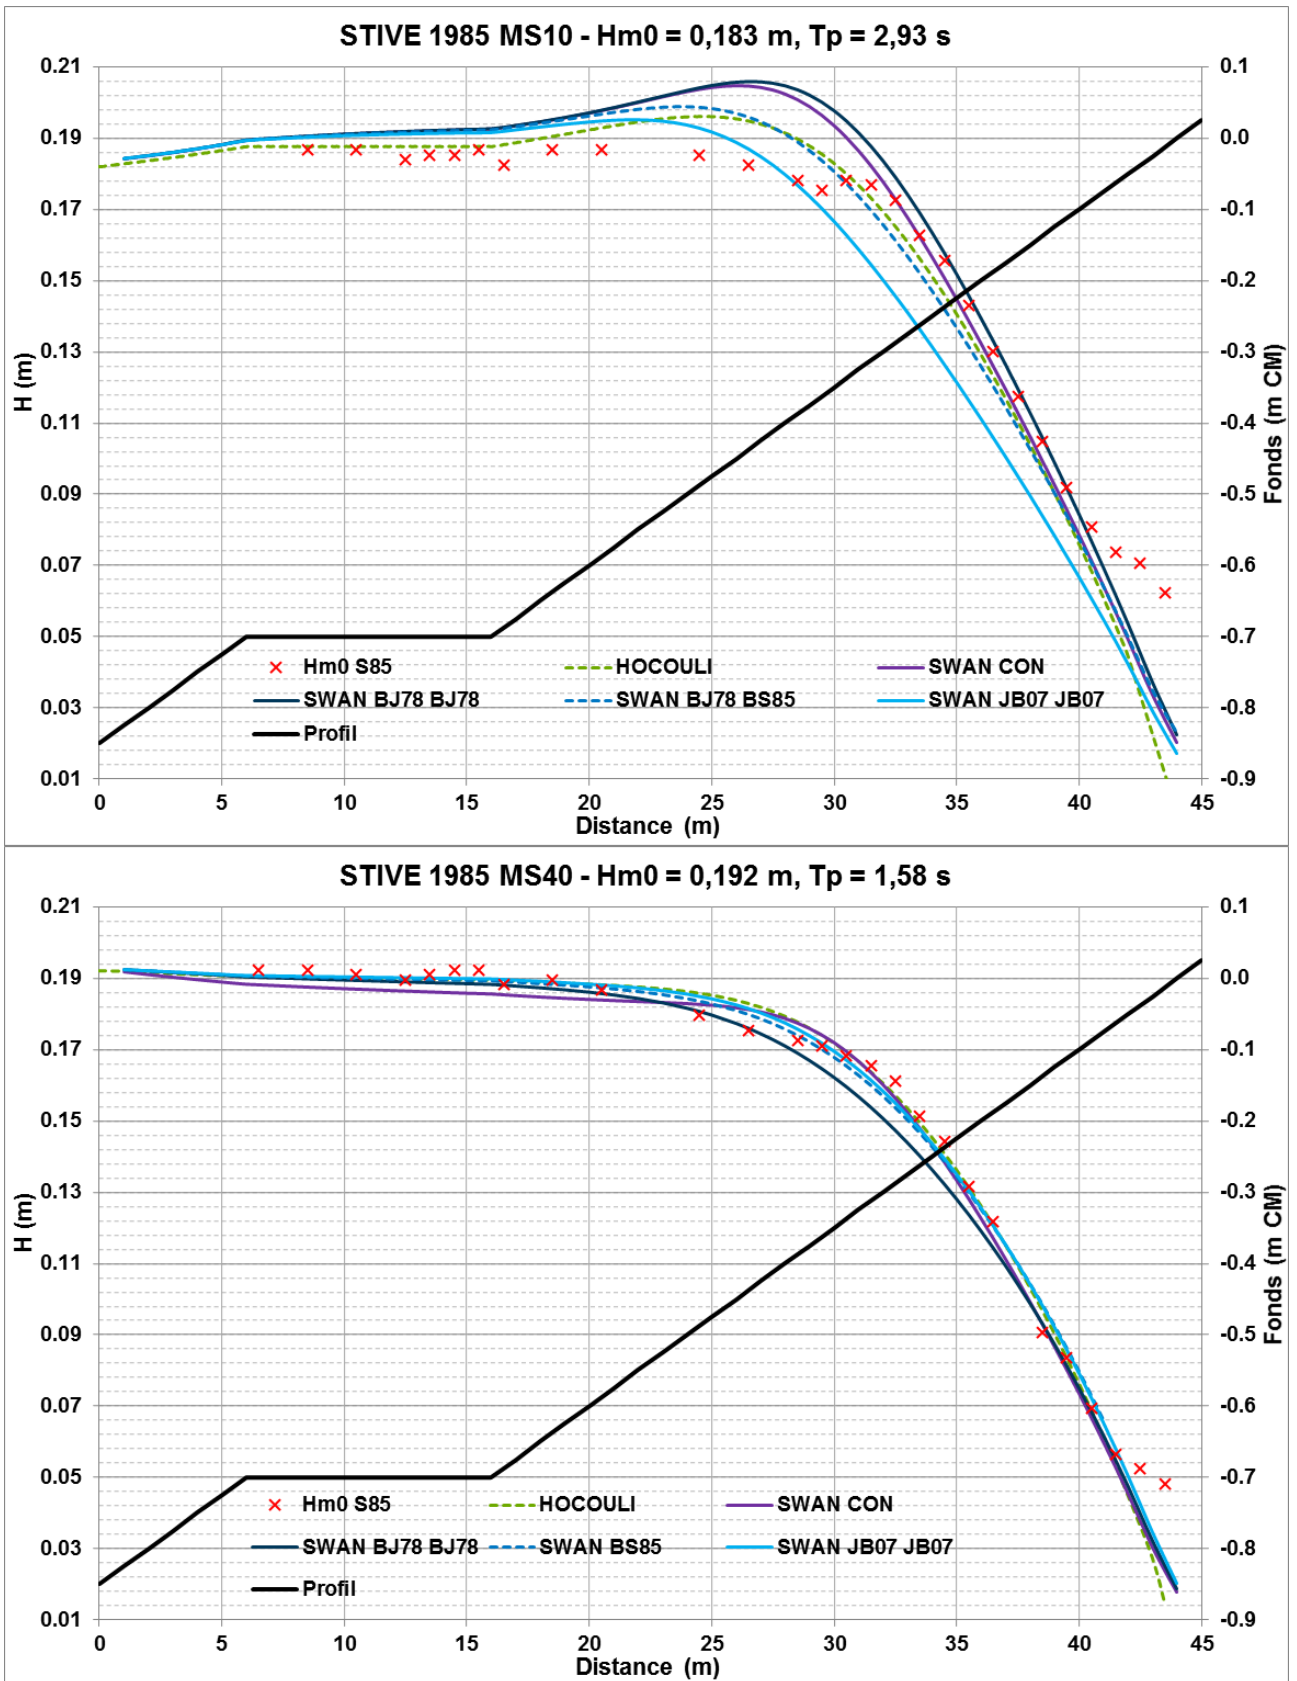 STIVE 1985 MS10 - Hm0 = 0,183 m, Tp = 2,93 s
0.21 0.1
0.19 0.0
0.17 -0.1
0.15 -0.2
0.13 -0.3
0.11 -0.4
0.09 -0.5
0.07 -0.6
0.05 -0.7
0.03 -0.8
0.01 -0.9
H (m)
Fonds (m CM)
Hm0 S85 HOCOULI SWAN CON
SWAN BJ78 BJ78 SWAN BJ78 BS85 SWAN JB07 JB07
Profil
0 5 10 15 20 25 30 35 40 45
Distance (m)
STIVE 1985 MS40 - Hm0 = 0,192 m, Tp = 1,58 s
0.21 0.1
0.19 0.0
0.17 -0.1
0.15 -0.2
0.13 -0.3
0.11 -0.4
0.09 -0.5
0.07 -0.6
0.05 -0.7
0.03 -0.8
0.01 -0.9
H (m)
Fonds (m CM)
Hm0 S85 HOCOULI SWAN CON
SWAN BJ78 BJ78 SWAN BS85 SWAN JB07 JB07
Profil
0 5 10 15 20 25 30 35 40 45
Distance (m)